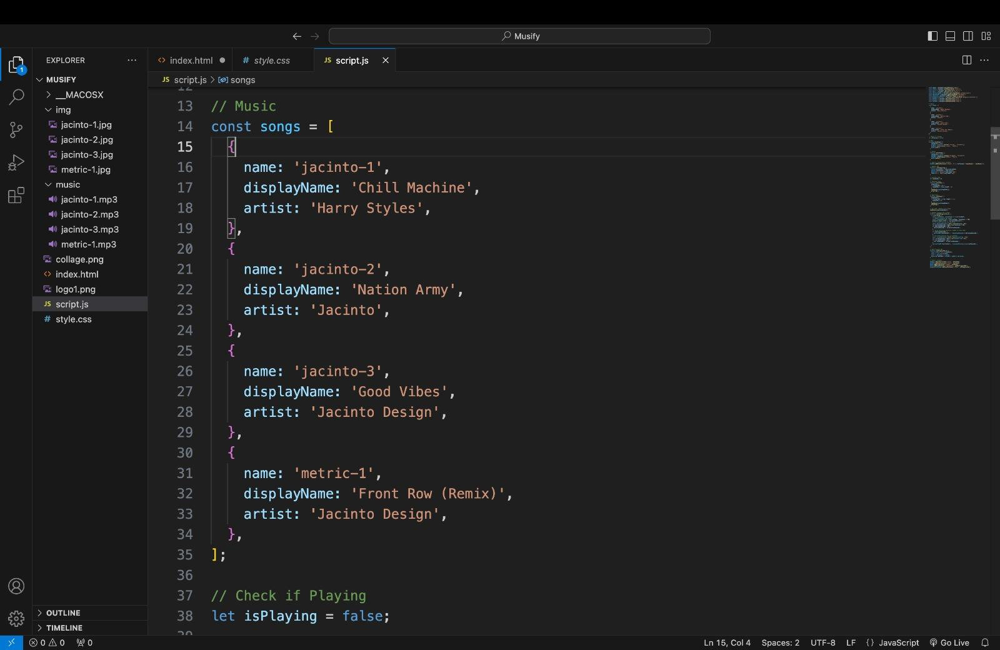 Musify
EXPLORER
index.html
style.css
JS script.js
1
MUSIFY
JS script.js > songs
__MACOSX
img
jacinto-1.jpg
jacinto-2.jpg
jacinto-3.jpg
metric-1.jpg
music
jacinto-1.mp3
jacinto-2.mp3
jacinto-3.mp3
metric-1.mp3
collage.png
index.html
logo1.png
JS script.js
style.css
OUTLINE
TIMELINE
12
13 // Music
14 const songs = [
15 {
16 name: 'jacinto-1',
17 displayName: 'Chill Machine',
18 artist: 'Harry Styles',
19 },
20 {
21 name: 'jacinto-2',
22 displayName: 'Nation Army',
23 artist: 'Jacinto',
24 },
25 {
26 name: 'jacinto-3',
27 displayName: 'Good Vibes',
28 artist: 'Jacinto Design',
29 },
30 {
31 name: 'metric-1',
32 displayName: 'Front Row (Remix)',
33 artist: 'Jacinto Design',
34 },
35 ];
36
37 // Check if Playing
38 let isPlaying = false;
39
0 0 0 Ln 15, Col 4 Spaces: 2 UTF-8 LF {} JavaScript Go Live